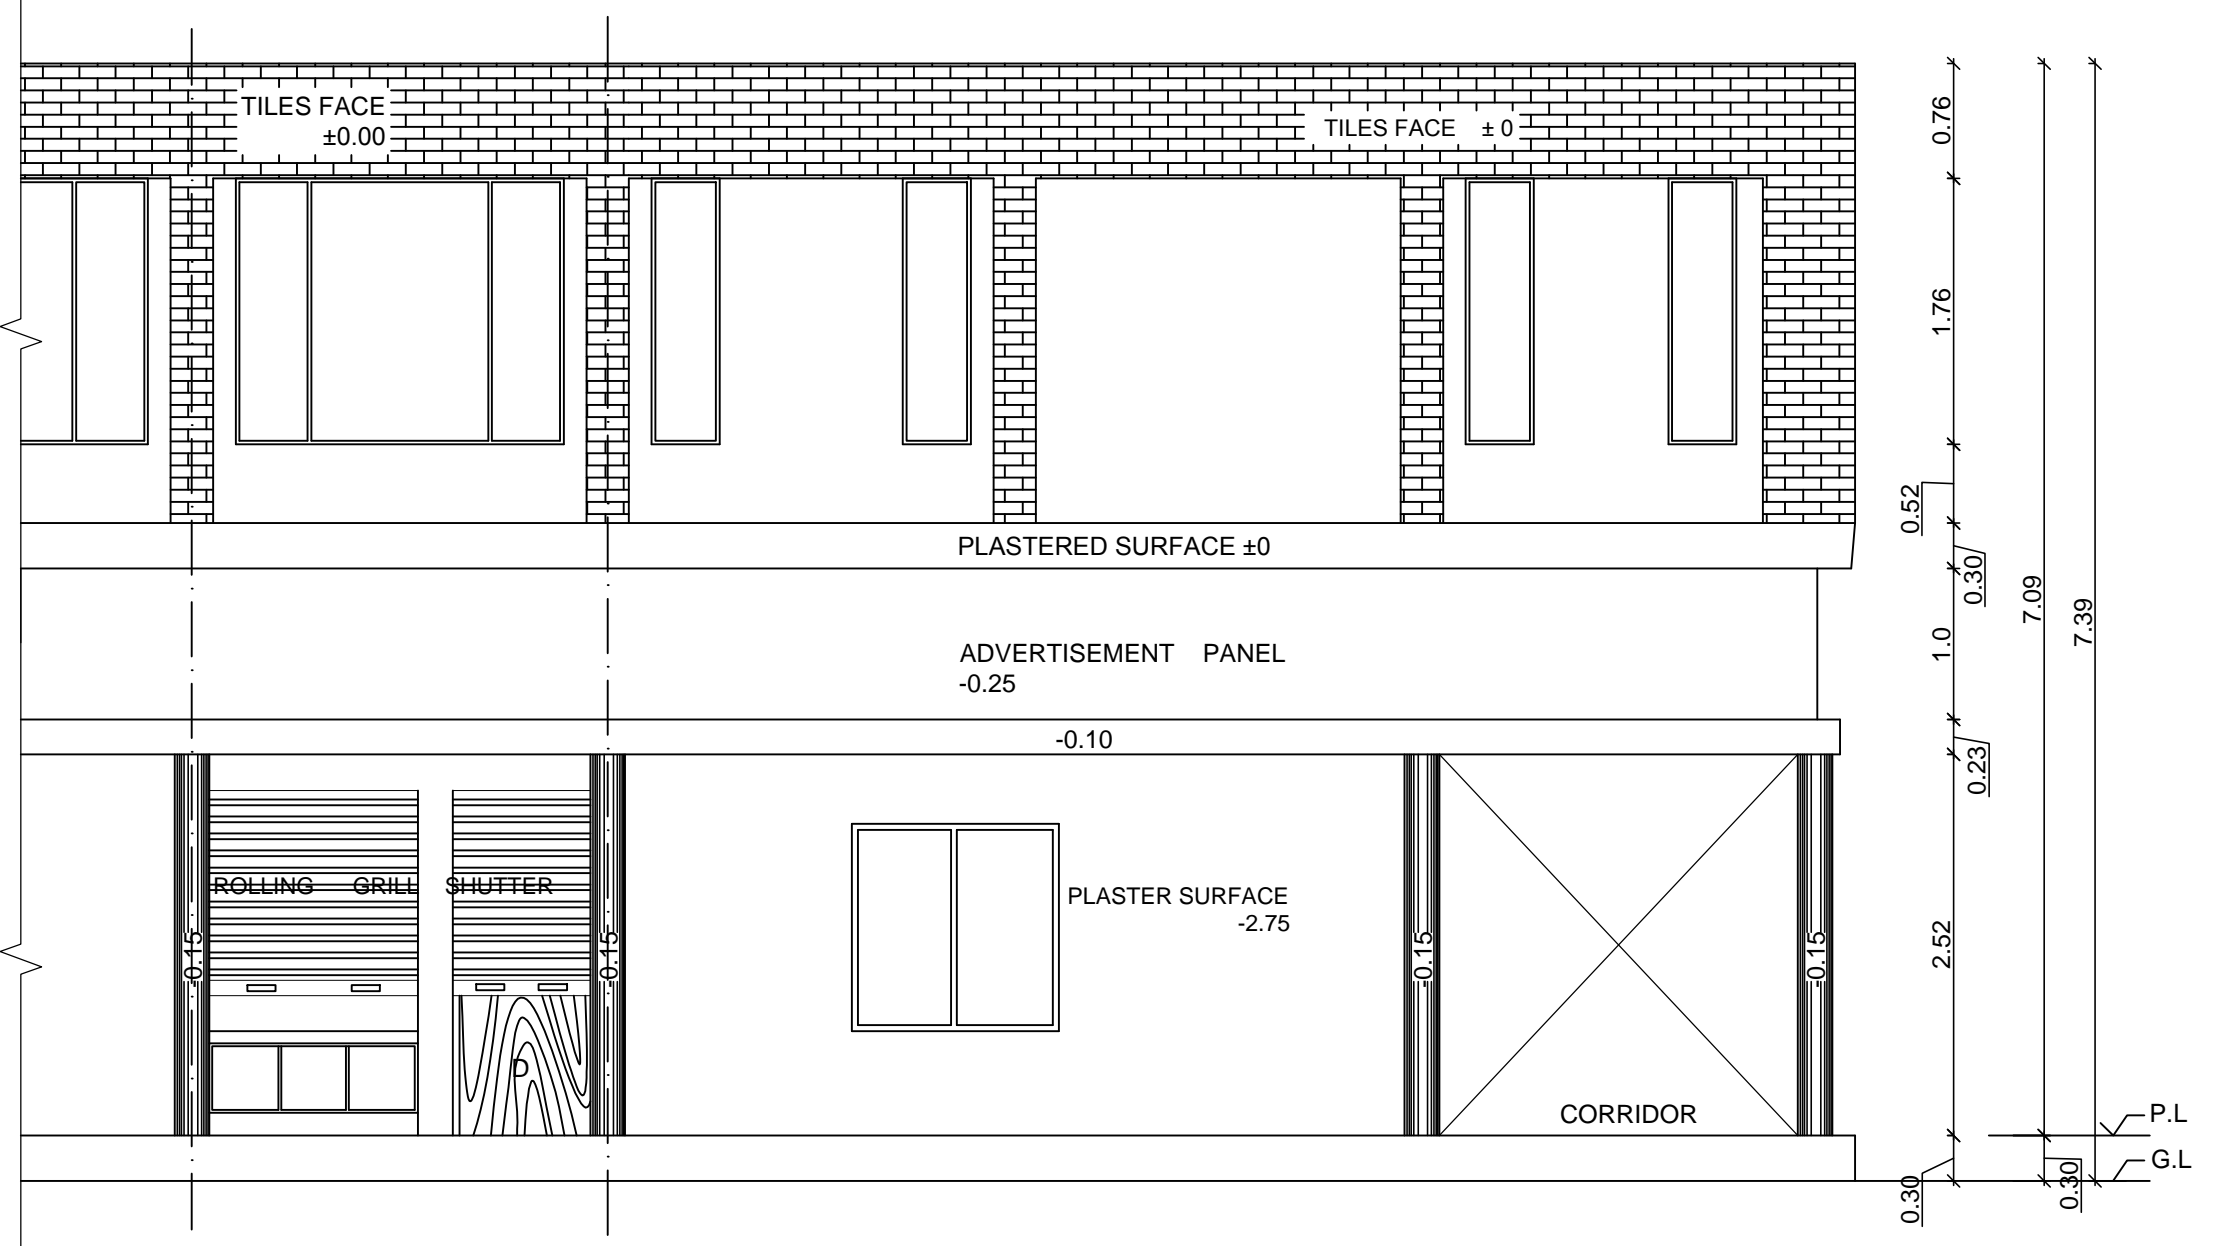 TILES FACE
±0.00
TILES FACE ± 0
0.76
1.76
0.52
PLASTERED SURFACE ±0
0.30
7.09
7.39
ADVERTISEMENT PANEL
-0.25
1.0
-0.10
0.23
ROLLING GRILL SHUTTER
PLASTER SURFACE
-2.75
-0.15
-0.15
-0.15
-0.15
2.52
D
CORRIDOR
P.L
G.L
0.30
0.30